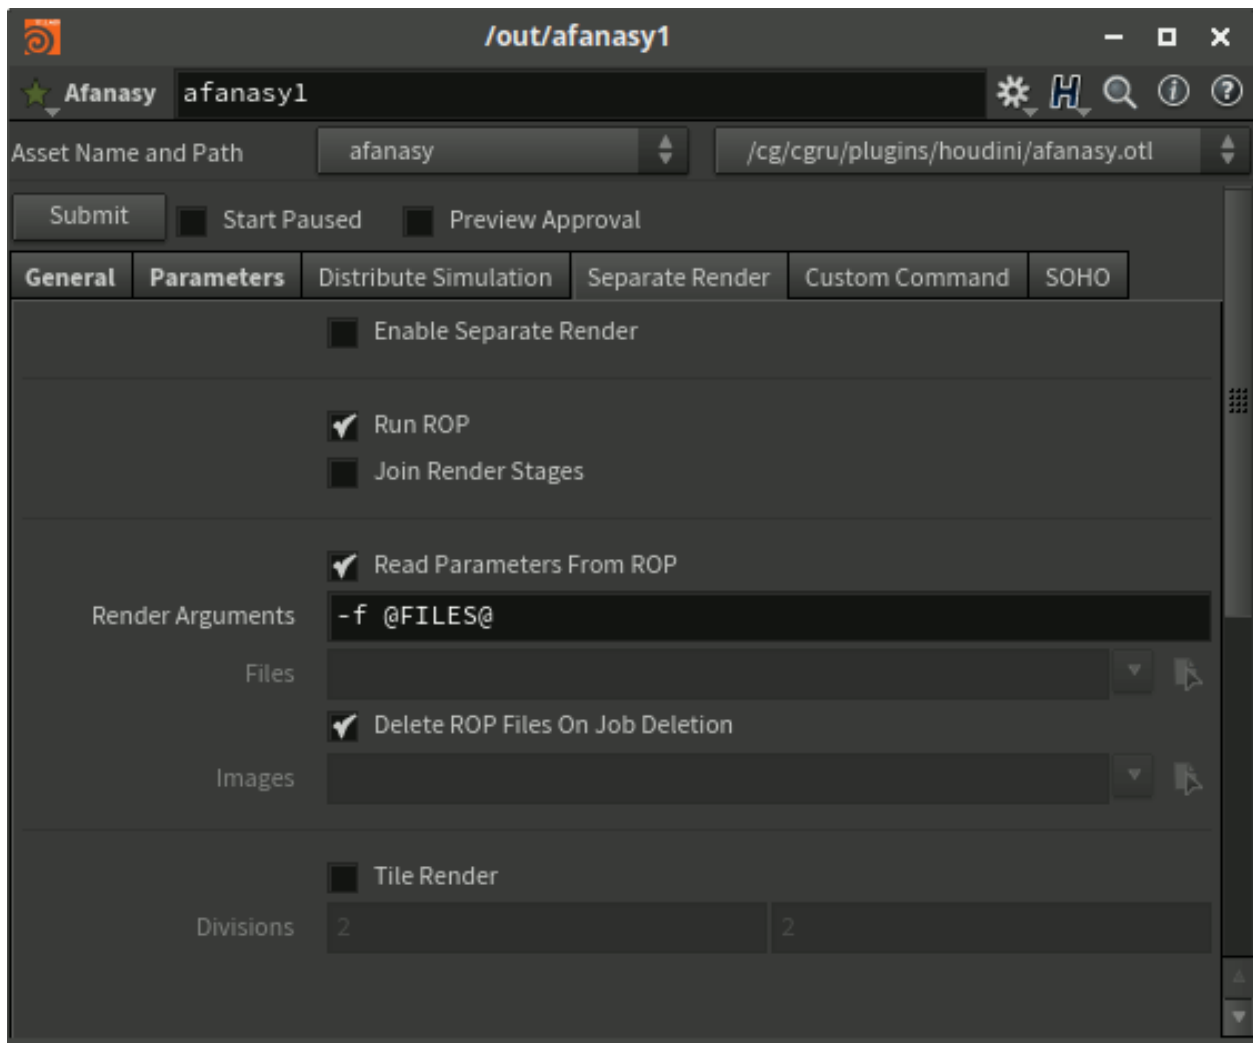 /out/afanasy1
Afanasy afanasy1
Asset Name and Path afanasy /cg/cgru/plugins/houdini/afanasy.otl
Submit Start Paused Preview Approval
General Parameters Distribute Simulation Separate Render Custom Command SOHO
Enable Separate Render
Run ROP
Join Render Stages
Read Parameters From ROP
Render Arguments -f @FILES@
Files
Delete ROP Files On Job Deletion
Images
Tile Render
Divisions 2 2